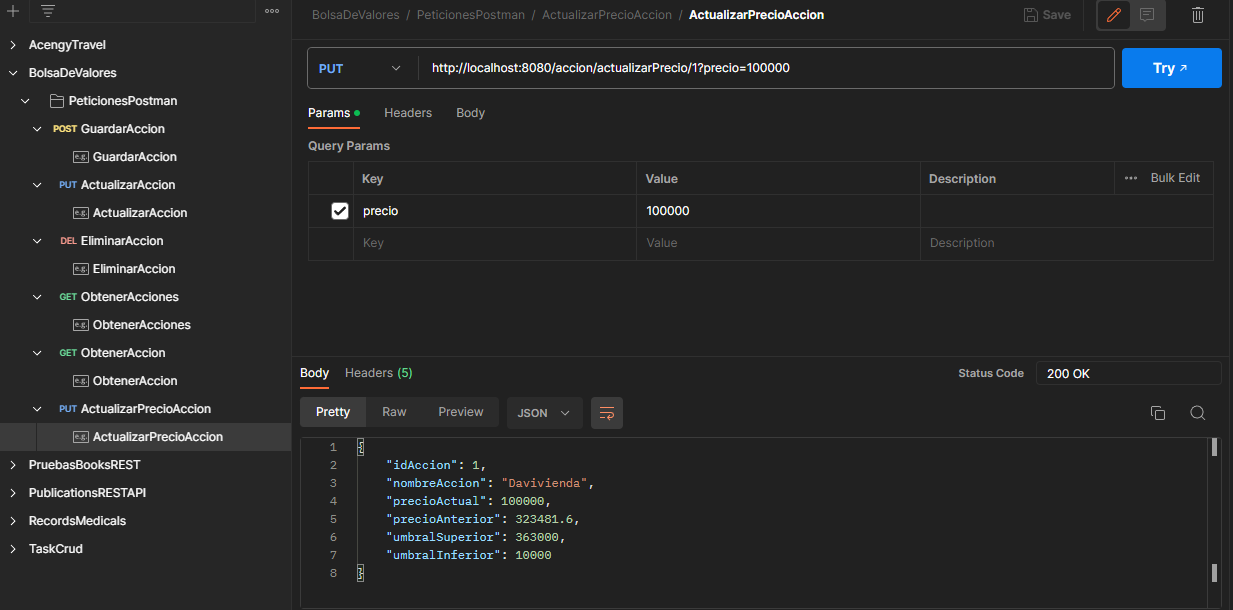 BolsaDeValores / PeticionesPostman / ActualizarPrecioAccion / ActualizarPrecioAccion
Save
AcengyTravel
BolsaDeValores
PeticionesPostman
POST GuardarAccion
e.g. GuardarAccion
PUT ActualizarAccion
e.g. ActualizarAccion
DEL EliminarAccion
e.g. EliminarAccion
GET ObtenerAcciones
e.g. ObtenerAcciones
GET ObtenerAccion
e.g. ObtenerAccion
PUT ActualizarPrecioAccion
e.g. ActualizarPrecioAccion
PruebasBooksREST
PublicationsRESTAPI
RecordsMedicals
TaskCrud
PUT http://localhost:8080/accion/actualizarPrecio/1?precio=100000
Try ↗
Params Headers Body
Query Params
Key Value Description Bulk Edit
precio 100000
Key Value Description
Body Headers (5) Status Code 200 OK
Pretty Raw Preview JSON
1 {
2 "idAccion": 1,
3 "nombreAccion": "Davivienda",
4 "precioActual": 100000,
5 "precioAnterior": 323481.6,
6 "umbralSuperior": 363000,
7 "umbralInferior": 10000
8 }